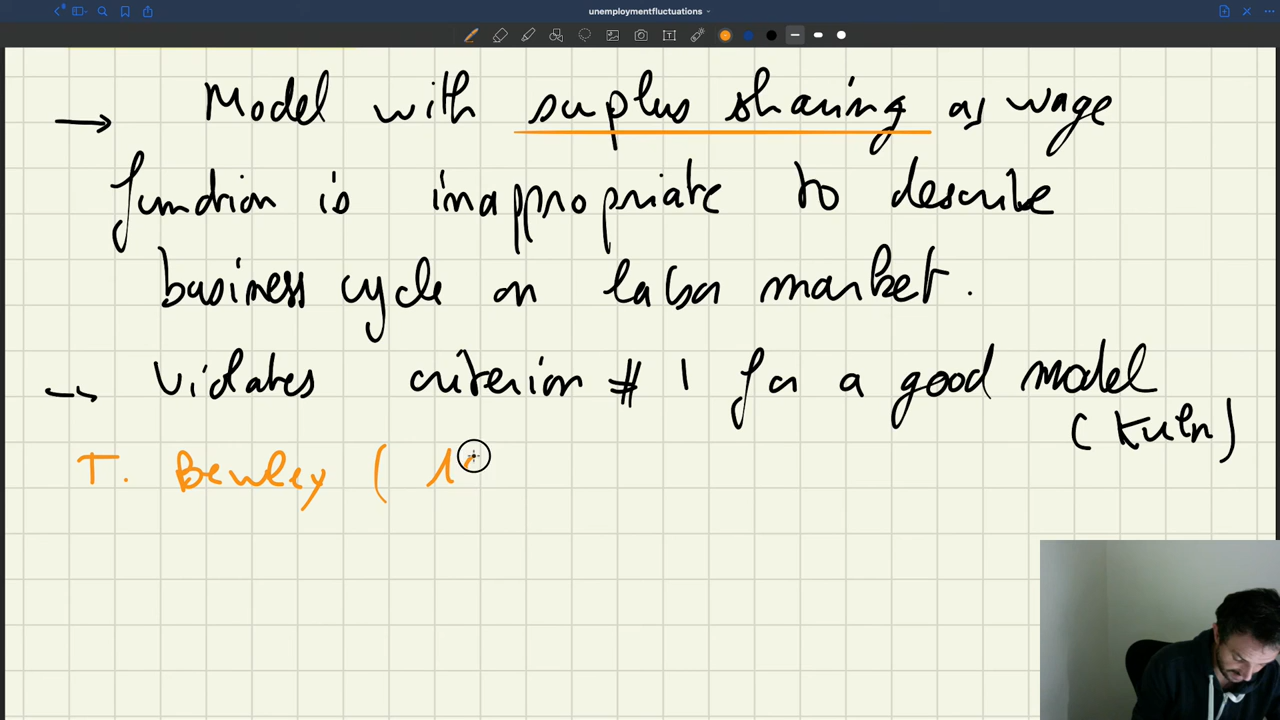 unemploymentfluctuations
→ Model with surplus sharing as wage
function is inappropriate to describe
business cycle on labor market.
→ Violates criterion # 1 for a good model
(Kuhn)
T. Bewley ( 19